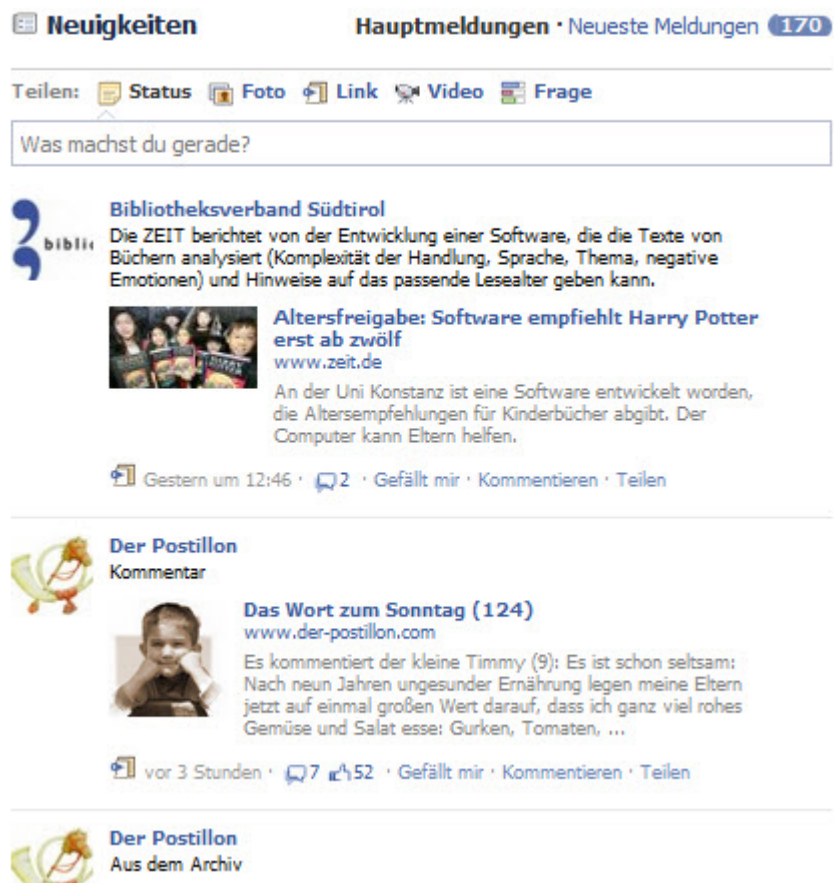 Neuigkeiten
Hauptmeldungen · Neueste Meldungen 170
Teilen: Status Foto Link Video Frage
Was machst du gerade?
Bibliotheksverband Südtirol
Die ZEIT berichtet von der Entwicklung einer Software, die die Texte von
Büchern analysiert (Komplexität der Handlung, Sprache, Thema, negative
Emotionen) und Hinweise auf das passende Lesealter geben kann.
Altersfreigabe: Software empfiehlt Harry Potter
erst ab zwölf
www.zeit.de
An der Uni Konstanz ist eine Software entwickelt worden,
die Altersempfehlungen für Kinderbücher abgibt. Der
Computer kann Eltern helfen.
Gestern um 12:46 · 2 · Gefällt mir · Kommentieren · Teilen
Der Postillon
Kommentar
Das Wort zum Sonntag (124)
www.der-postillon.com
Es kommentiert der kleine Timmy (9): Es ist schon seltsam:
Nach neun Jahren ungesunder Ernährung legen meine Eltern
jetzt auf einmal großen Wert darauf, dass ich ganz viel rohes
Gemüse und Salat esse: Gurken, Tomaten, ...
vor 3 Stunden · 7 52 · Gefällt mir · Kommentieren · Teilen
Der Postillon
Aus dem Archiv